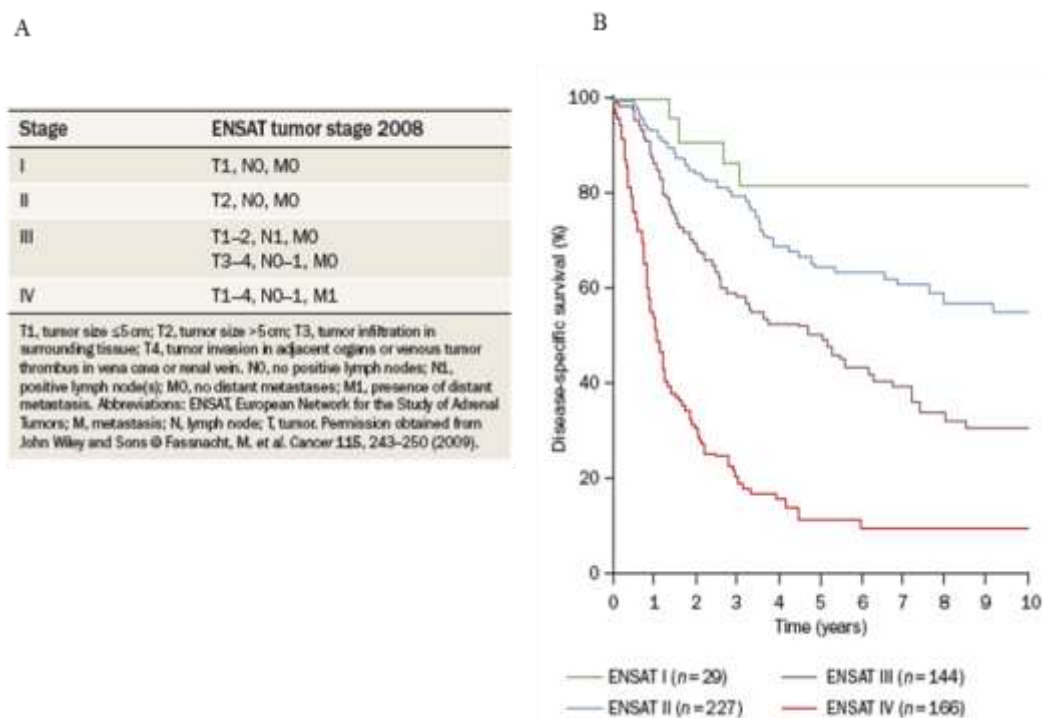 A
B
Stage ENSAT tumor stage 2008
I T1, N0, M0
II T2, N0, M0
III T1–2, N1, M0
T3–4, N0–1, M0
IV T1–4, N0–1, M1
T1, tumor size ≤5cm; T2, tumor size >5cm; T3, tumor infiltration in
surrounding tissue; T4, tumor invasion in adjacent organs or venous tumor
thrombus in vena cava or renal vein. N0, no positive lymph nodes; N1,
positive lymph node(s); M0, no distant metastases; M1, presence of distant
metastasis. Abbreviations: ENSAT, European Network for the Study of Adrenal
Tumors; M, metastasis; N, lymph node; T, tumor. Permission obtained from
John Wiley and Sons © Fassnacht, M. et al. Cancer 115, 243–250 (2009).
Disease-specific survival (%)
100
80
60
40
20
0
0 1 2 3 4 5 6 7 8 9 10
Time (years)
ENSAT I (n=29) ENSAT III (n=144)
ENSAT II (n=227) ENSAT IV (n=166)